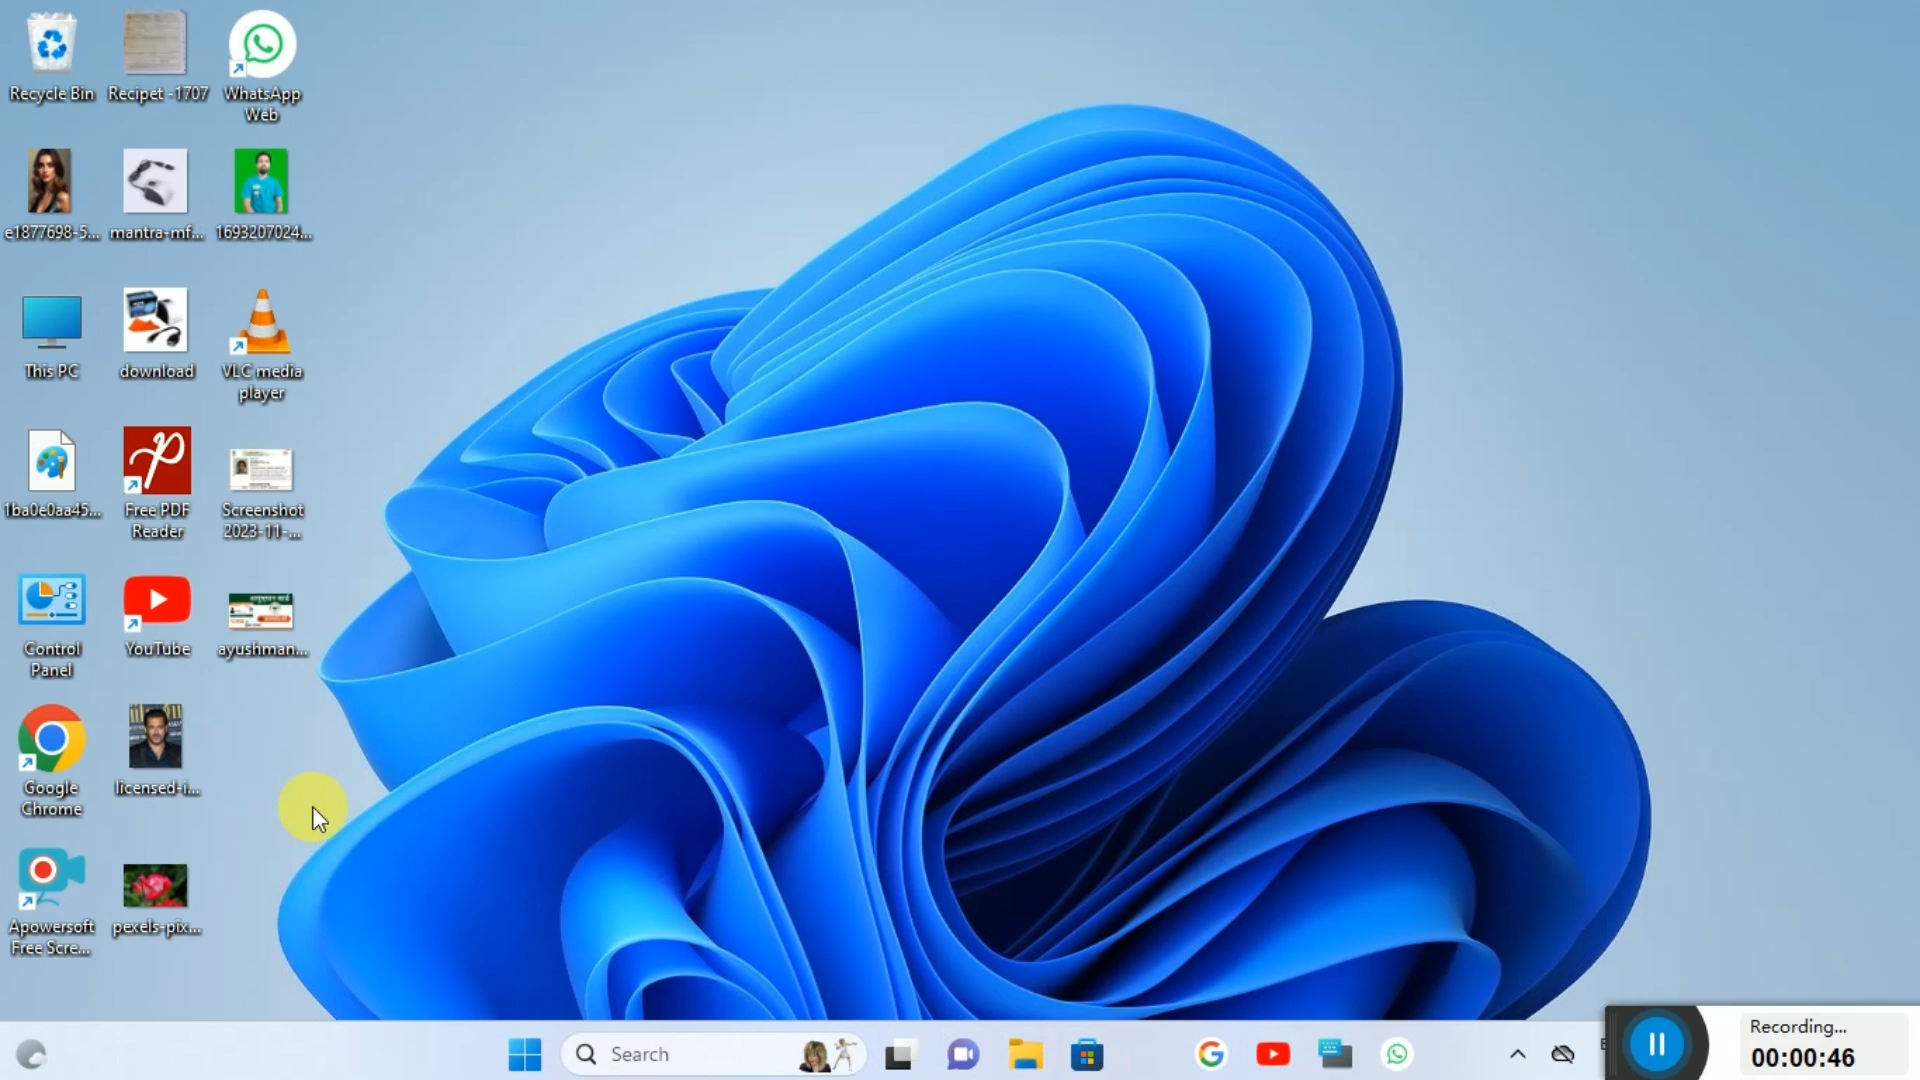 Recycle Bin
Recipet -1707
WhatsApp
Web
e1877698-5...
mantra-mf...
1693207024...
This PC
download
VLC media
player
1ba0e0aa45...
Free PDF
Reader
Screenshot
2023-11-...
Control
Panel
YouTube
ayushman...
Google
Chrome
licensed-i...
Apowersoft
Free Scre...
pexels-pix...
Search
Recording...
00:00:46